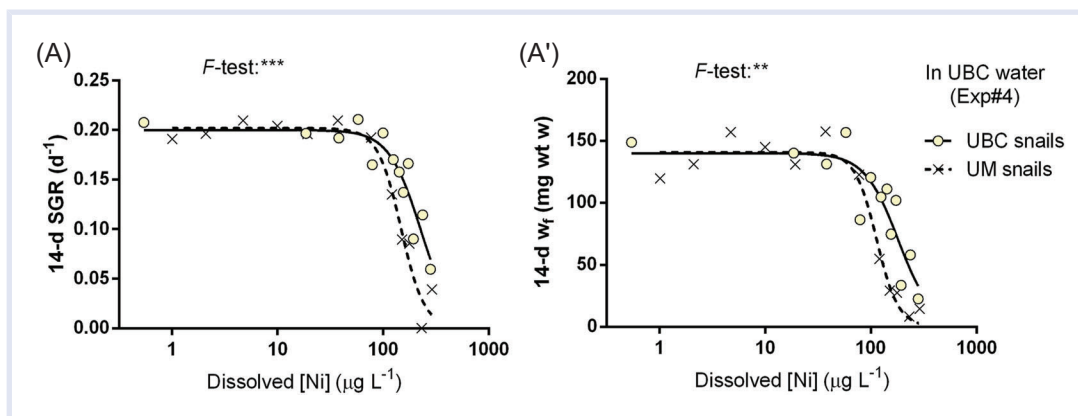 (A)
F-test:***
0.25
0.20
0.15
0.10
0.05
0.00
14-d SGR (d⁻¹)
1
10
100
1000
Dissolved [Ni] (μg L⁻¹)
(A')
F-test:**
200
150
100
50
0
14-d w_f (mg wt w)
1
10
100
1000
Dissolved [Ni] (μg L⁻¹)
In UBC water
(Exp#4)
UBC snails
UM snails